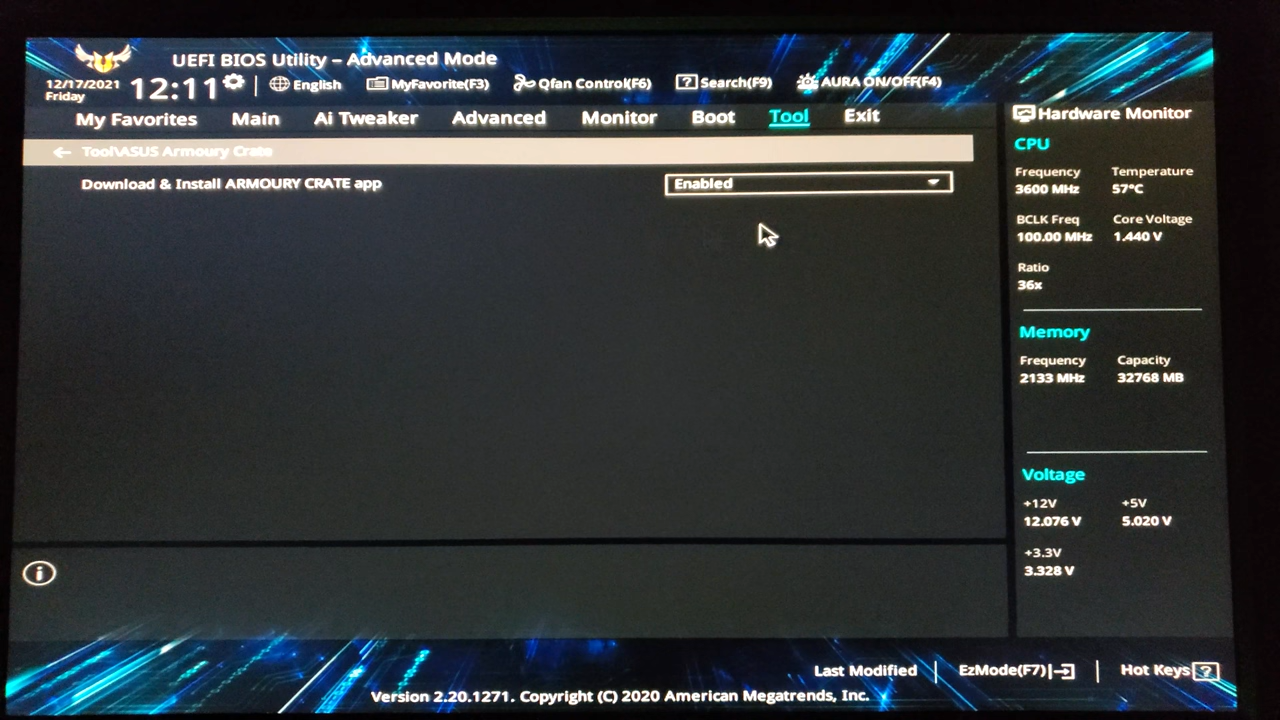 UEFI BIOS Utility – Advanced Mode
12/17/2021
Friday
12:11
English
MyFavorite(F3)
Qfan Control(F6)
?
Search(F9)
AURA ON/OFF(F4)
My Favorites
Main
Ai Tweaker
Advanced
Monitor
Boot
Tool
Exit
Hardware Monitor
Tool\ASUS Armoury Crate
Download & Install ARMOURY CRATE app
Enabled
CPU
Frequency Temperature
3600 MHz 57°C
BCLK Freq Core Voltage
100.00 MHz 1.440 V
Ratio
36x
Memory
Frequency Capacity
2133 MHz 32768 MB
Voltage
+12V +5V
12.076 V 5.020 V
+3.3V
3.328 V
i
Last Modified
EzMode(F7)
Hot Keys ?
Version 2.20.1271. Copyright (C) 2020 American Megatrends, Inc.